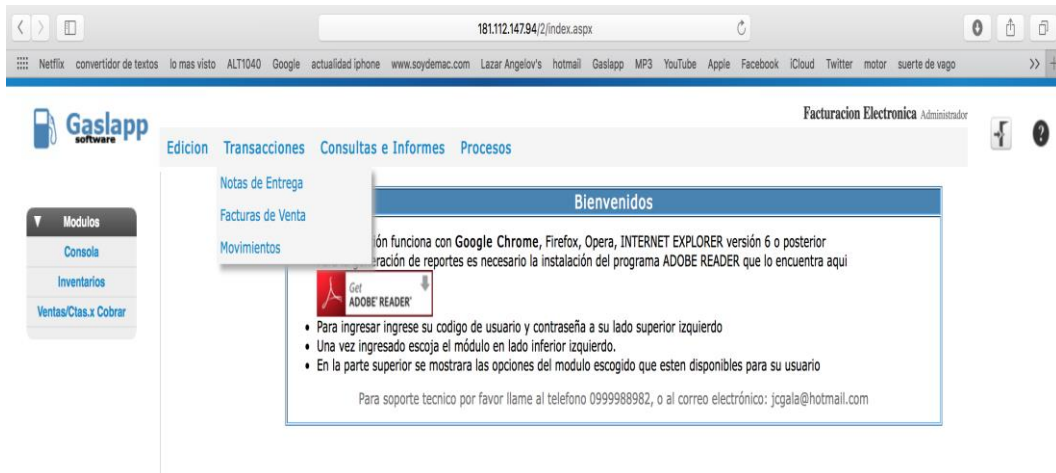 181.112.147.94/2/index.aspx
Netflix convertidor de textos lo mas visto ALT1040 Google actualidad iphone www.soydemac.com Lazar Angelov's hotmail Gaslapp MP3 YouTube Apple Facebook iCloud Twitter motor suerte de vago
Gaslapp
software
Facturacion Electronica Administrador
Edicion Transacciones Consultas e Informes Procesos
Notas de Entrega
Facturas de Venta
Movimientos
Modulos
Consola
Inventarios
Ventas/Ctas.x Cobrar
Bienvenidos
ón funciona con Google Chrome, Firefox, Opera, INTERNET EXPLORER versión 6 o posterior
eración de reportes es necesario la instalación del programa ADOBE READER que lo encuentra aqui
Get
ADOBE® READER®
• Para ingresar ingrese su codigo de usuario y contraseña a su lado superior izquierdo
• Una vez ingresado escoja el módulo en lado inferior izquierdo.
• En la parte superior se mostrara las opciones del modulo escogido que esten disponibles para su usuario
Para soporte tecnico por favor llame al telefono 0999988982, o al correo electrónico: jcgala@hotmail.com